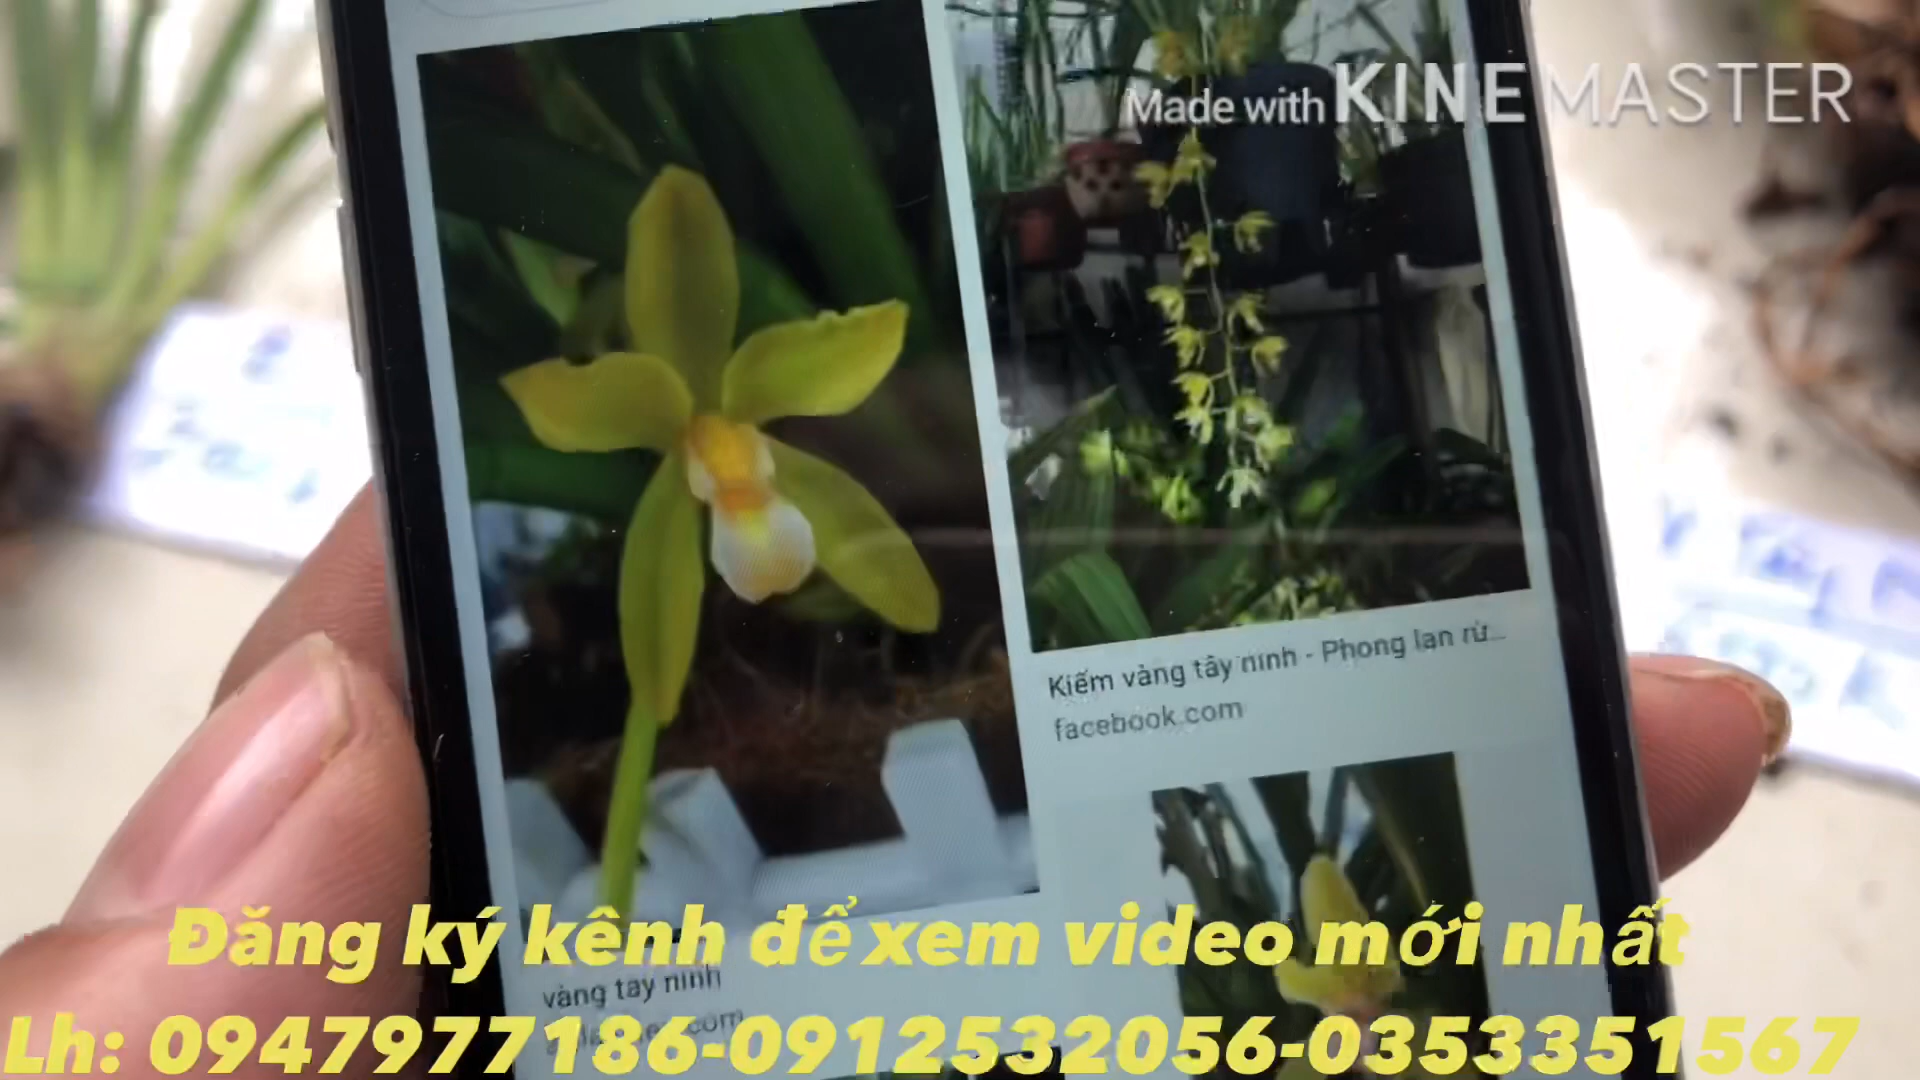 Made with KINEMASTER
Kiếm vàng tây ninh - Phong lan rừ...
facebook.com
Đăng ký kênh để xem video mới nhất
vàng tây ninh
Lh: 0947977186-0912532056-0353351567